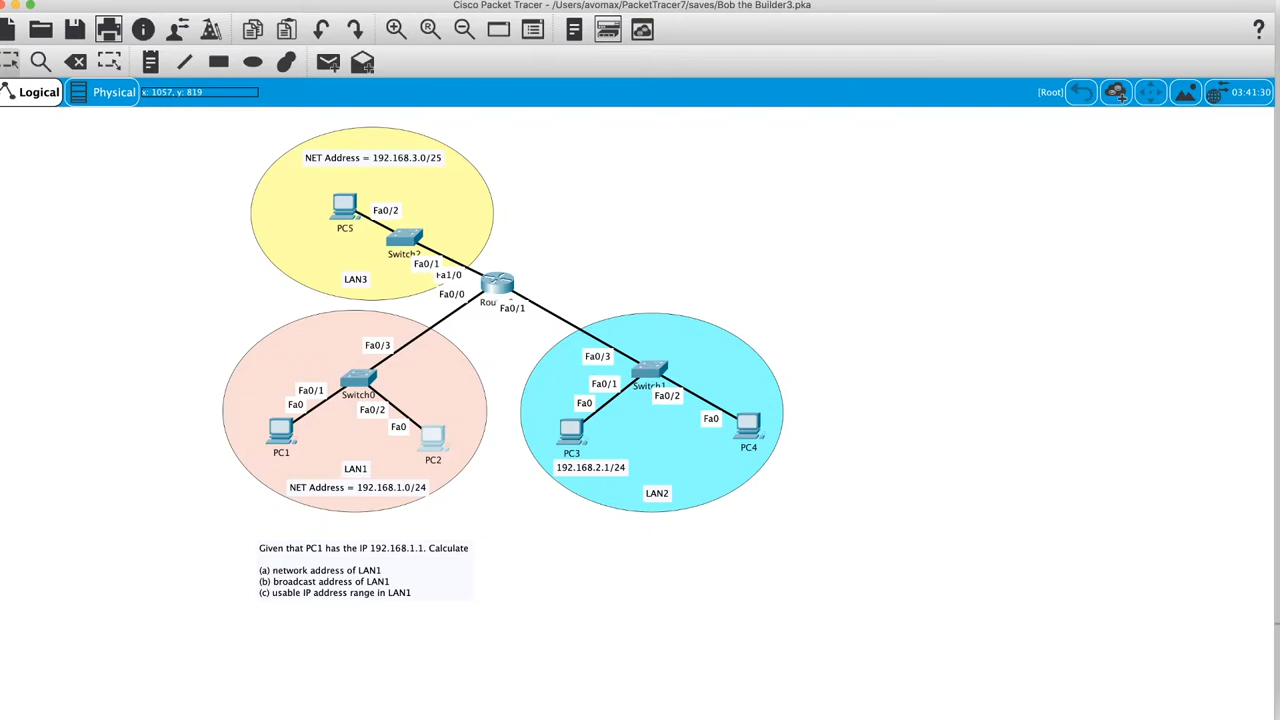 Cisco Packet Tracer - /Users/avomax/PacketTracer7/saves/Bob the Builder3.pka
Logical
Physical
x: 1057, y: 819
[Root]
03:41:30
NET Address = 192.168.3.0/25
Fa0/2
PC5
Fa0/1
LAN3
Fa1/0
Fa0/0
Fa0/1
Fa0/3
Fa0/3
Fa0/1
Switch0
Fa0/1
Switch1
Fa0
Fa0/2
Fa0/2
Fa0
Fa0
Fa0
PC1
PC2
PC3
PC4
LAN1
192.168.2.1/24
NET Address = 192.168.1.0/24
LAN2
Given that PC1 has the IP 192.168.1.1. Calculate
(a) network address of LAN1
(b) broadcast address of LAN1
(c) usable IP address range in LAN1